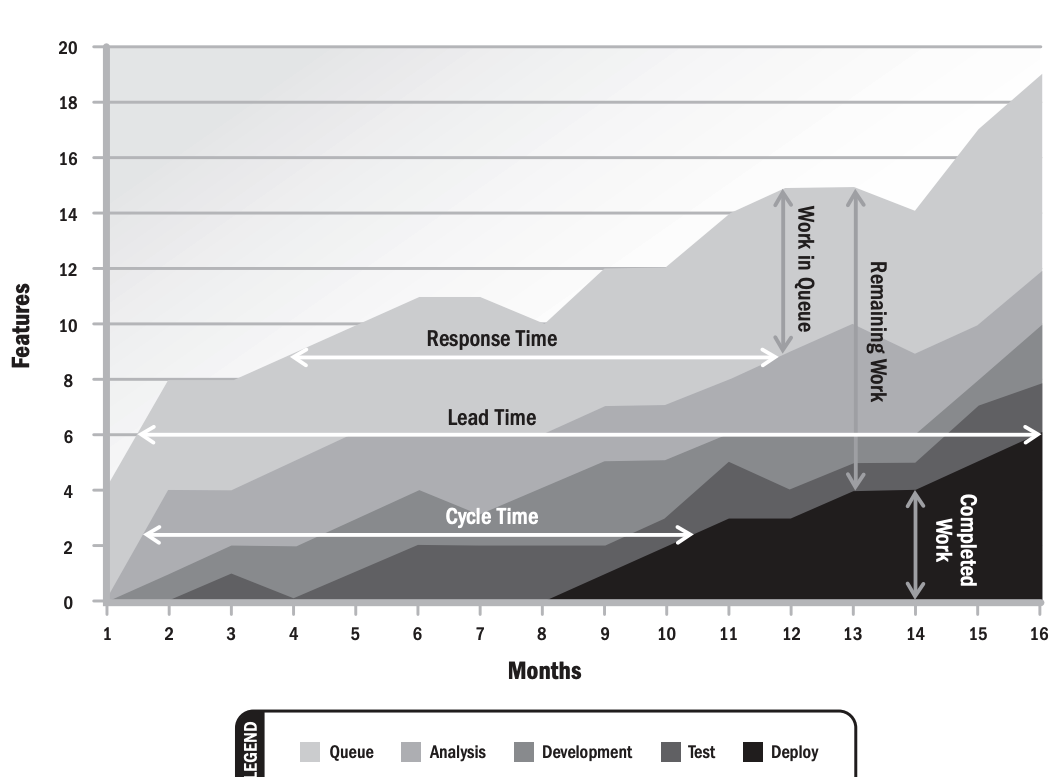 20
18
16
14
12
10
8
6
4
2
0
Features
Response Time
Lead Time
Cycle Time
Work in Queue
Remaining Work
Completed
Work
1 2 3 4 5 6 7 8 9 10 11 12 13 14 15 16
Months
LEGEND
Queue Analysis Development Test Deploy